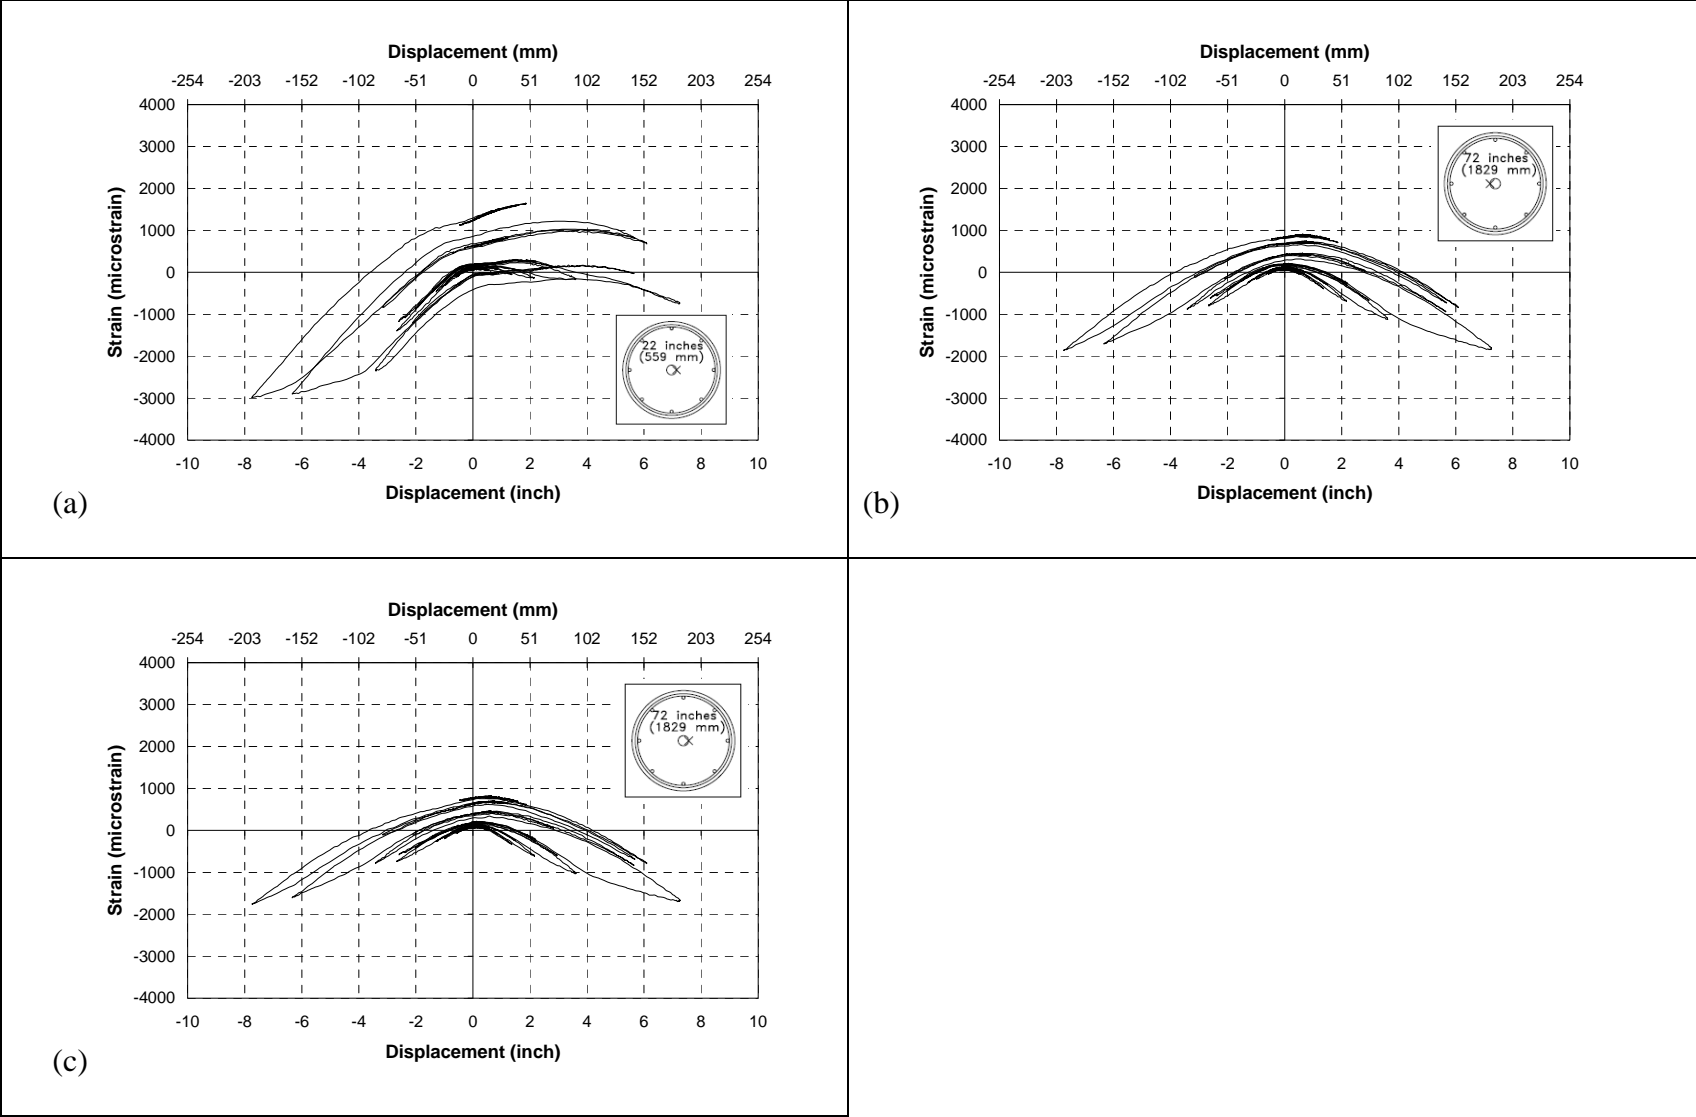 Displacement (mm)
-254 -203 -152 -102 -51 0 51 102 152 203 254
4000
3000
2000
1000
0
-1000
-2000
-3000
-4000
Strain (microstrain)
22 inches
(559 mm)
X
-10 -8 -6 -4 -2 0 2 4 6 8 10
Displacement (inch)
(a)
Displacement (mm)
-254 -203 -152 -102 -51 0 51 102 152 203 254
4000
3000
2000
1000
0
-1000
-2000
-3000
-4000
Strain (microstrain)
72 inches
(1829 mm)
X
-10 -8 -6 -4 -2 0 2 4 6 8 10
Displacement (inch)
(b)
Displacement (mm)
-254 -203 -152 -102 -51 0 51 102 152 203 254
4000
3000
2000
1000
0
-1000
-2000
-3000
-4000
Strain (microstrain)
72 inches
(1829 mm)
X
-10 -8 -6 -4 -2 0 2 4 6 8 10
Displacement (inch)
(c)